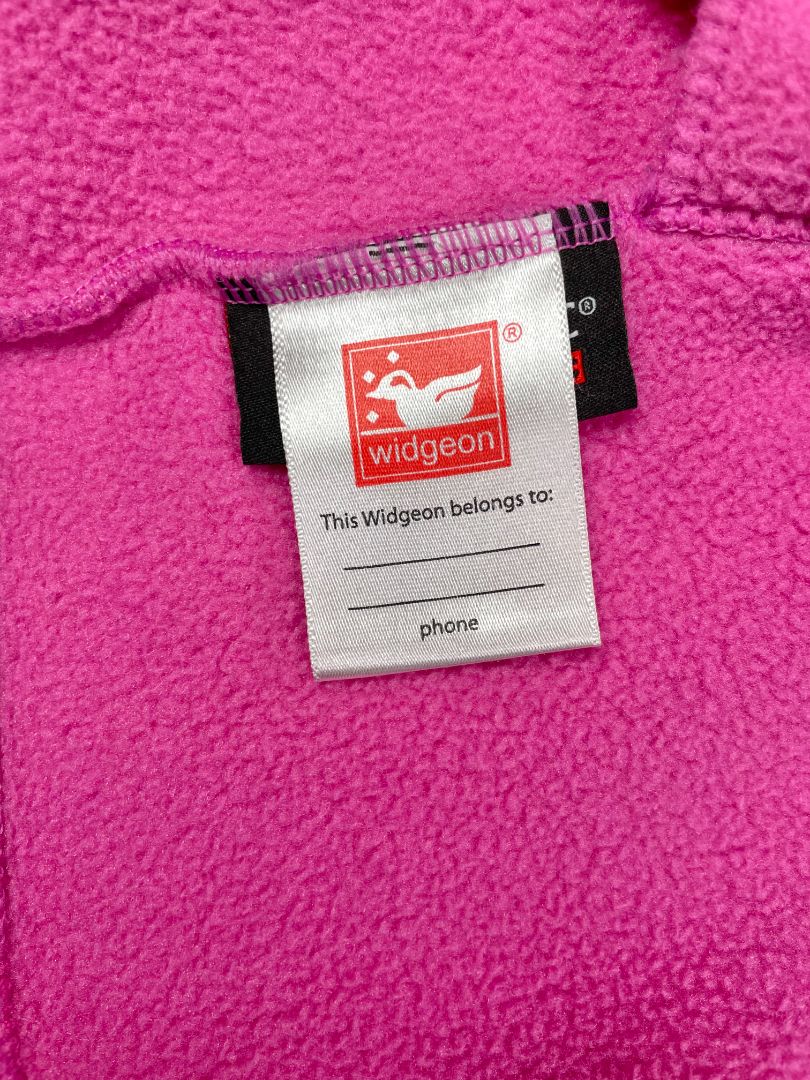 C®
®
widgeon
This Widgeon belongs to:
phone